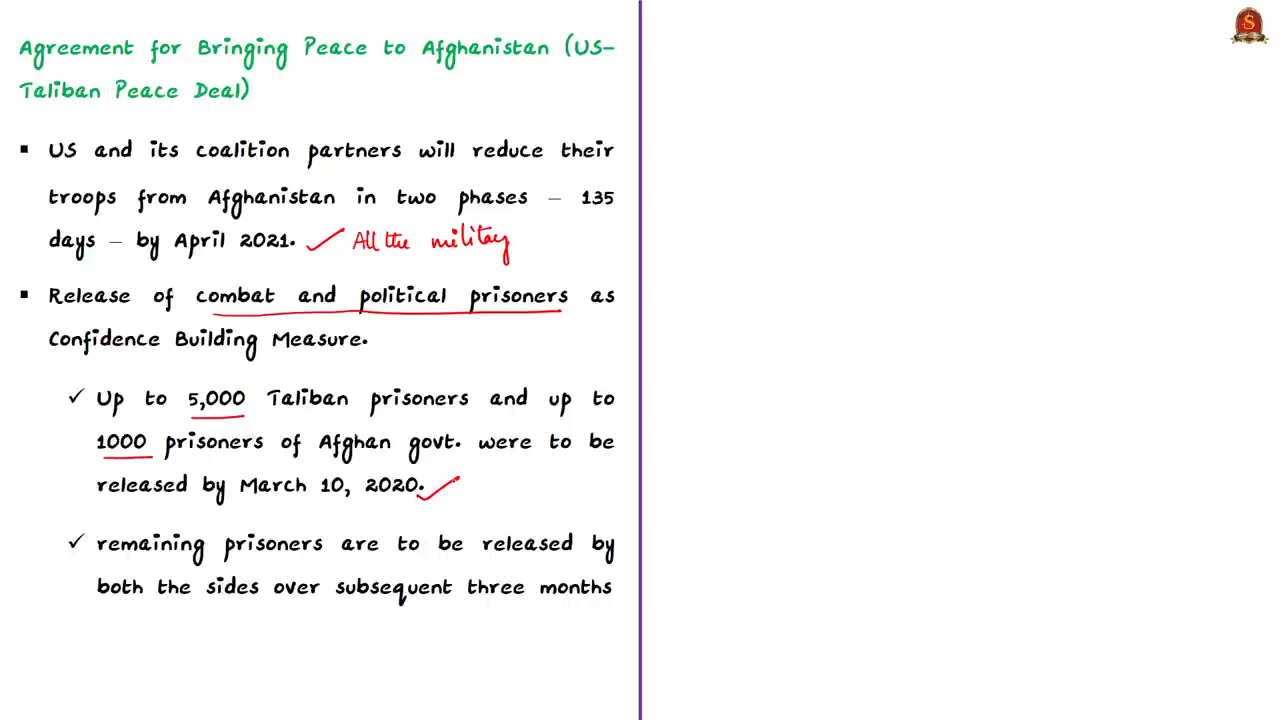 Agreement for Bringing Peace to Afghanistan (US-
Taliban Peace Deal)
▪ US and its coalition partners will reduce their
troops from Afghanistan in two phases – 135
days – by April 2021. ✓ All the military
▪ Release of combat and political prisoners as
Confidence Building Measure.
✓ Up to 5,000 Taliban prisoners and up to
1000 prisoners of Afghan govt. were to be
released by March 10, 2020. ✓
✓ remaining prisoners are to be released by
both the sides over subsequent three months
S